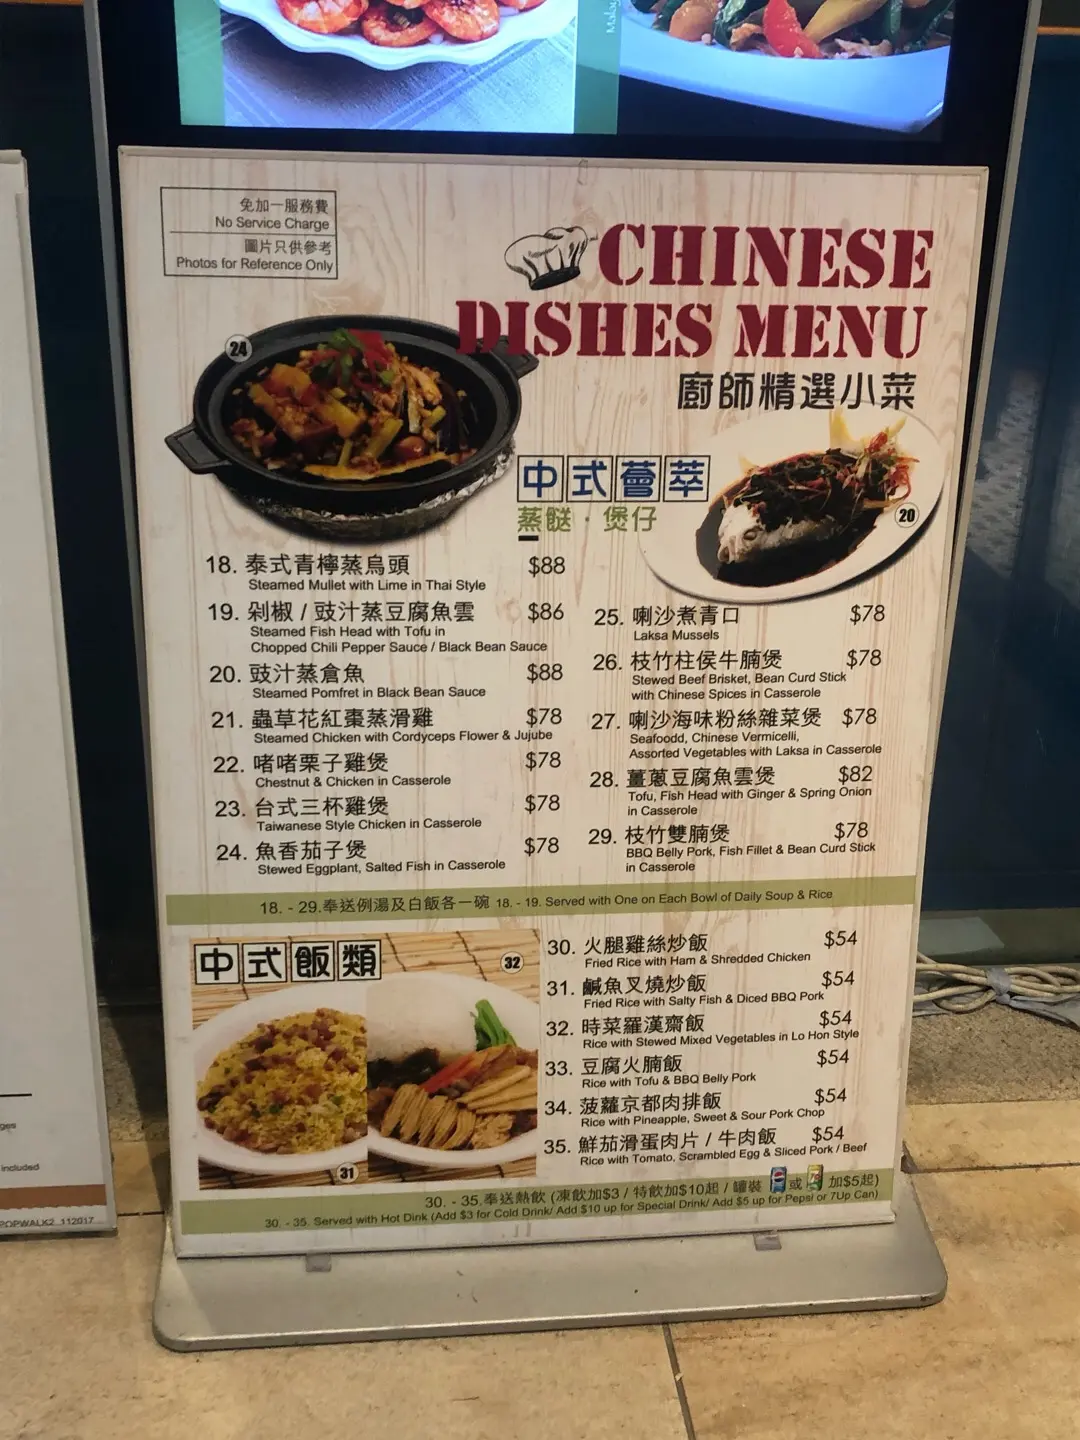 Malay
免加一服務費
No Service Charge
圖片只供參考
Photos for Reference Only
CHINESE
DISHES MENU
廚師精選小菜
24
中式薈萃
蒸餸 · 煲仔
20
18. 泰式青檸蒸烏頭 $88
Steamed Mullet with Lime in Thai Style
19. 剁椒 / 豉汁蒸豆腐魚雲 $86
Steamed Fish Head with Tofu in
Chopped Chili Pepper Sauce / Black Bean Sauce
20. 豉汁蒸倉魚 $88
Steamed Pomfret in Black Bean Sauce
21. 蟲草花紅棗蒸滑雞 $78
Steamed Chicken with Cordyceps Flower & Jujube
22. 啫啫栗子雞煲 $78
Chestnut & Chicken in Casserole
23. 台式三杯雞煲 $78
Taiwanese Style Chicken in Casserole
24. 魚香茄子煲 $78
Stewed Eggplant, Salted Fish in Casserole
25. 喇沙煮青口 $78
Laksa Mussels
26. 枝竹柱侯牛腩煲 $78
Stewed Beef Brisket, Bean Curd Stick
with Chinese Spices in Casserole
27. 喇沙海味粉絲雜菜煲 $78
Seafoodd, Chinese Vermicelli,
Assorted Vegetables with Laksa in Casserole
28. 薑蔥豆腐魚雲煲 $82
Tofu, Fish Head with Ginger & Spring Onion
in Casserole
29. 枝竹雙腩煲 $78
BBQ Belly Pork, Fish Fillet & Bean Curd Stick
in Casserole
18. - 29.奉送例湯及白飯各一碗 18. - 19. Served with One on Each Bowl of Daily Soup & Rice
中式飯類
32
31
30. 火腿雞絲炒飯 $54
Fried Rice with Ham & Shredded Chicken
31. 鹹魚叉燒炒飯 $54
Fried Rice with Salty Fish & Diced BBQ Pork
32. 時菜羅漢齋飯 $54
Rice with Stewed Mixed Vegetables in Lo Hon Style
33. 豆腐火腩飯 $54
Rice with Tofu & BBQ Belly Pork
34. 菠蘿京都肉排飯 $54
Rice with Pineapple, Sweet & Sour Pork Chop
35. 鮮茄滑蛋肉片 / 牛肉飯 $54
Rice with Tomato, Scrambled Egg & Sliced Pork / Beef
30. - 35.奉送熱飲 (凍飲加$3 / 特飲加$10起 / 罐裝 或 加$5起)
30. - 35. Served with Hot Dink (Add $3 for Cold Drink/ Add $10 up for Special Drink/ Add $5 up for Pepsi or 7Up Can)
ges
included
POPWALK2_112017